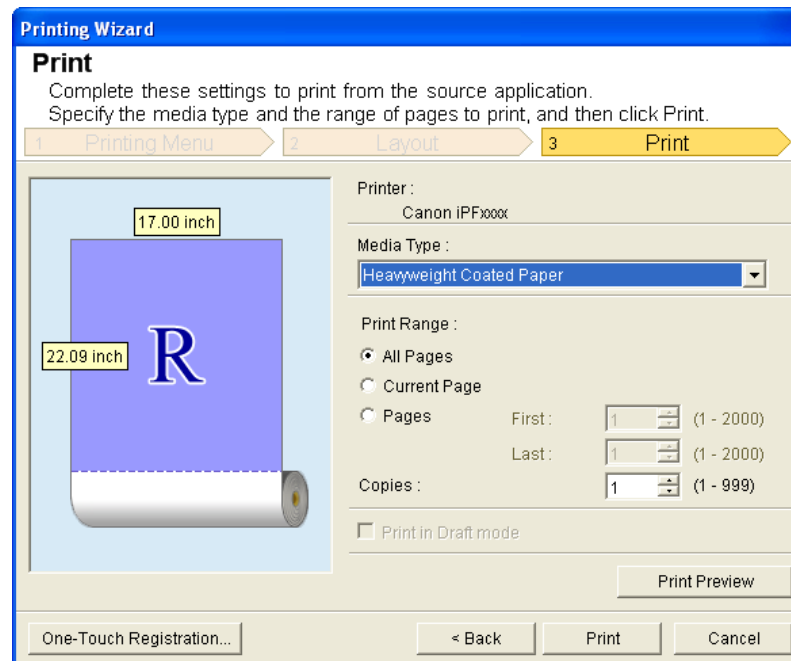 Printing Wizard
Print
Complete these settings to print from the source application.
Specify the media type and the range of pages to print, and then click Print.
1 Printing Menu 2 Layout 3 Print
17.00 inch
22.09 inch
R
Printer :
Canon iPFxxxx
Media Type :
Heavyweight Coated Paper
Print Range :
All Pages
Current Page
Pages First : 1 (1 - 2000)
Last : 1 (1 - 2000)
Copies : 1 (1 - 999)
Print in Draft mode
Print Preview
One-Touch Registration... < Back Print Cancel